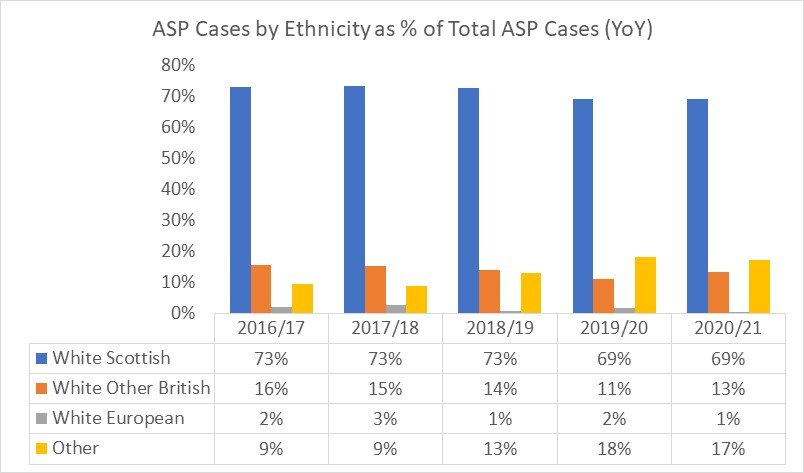 ASP Cases by Ethnicity as % of Total ASP Cases (YoY)
80%
70%
60%
50%
40%
30%
20%
10%
0%
2016/17 2017/18 2018/19 2019/20 2020/21
White Scottish 73% 73% 73% 69% 69%
White Other British 16% 15% 14% 11% 13%
White European 2% 3% 1% 2% 1%
Other 9% 9% 13% 18% 17%